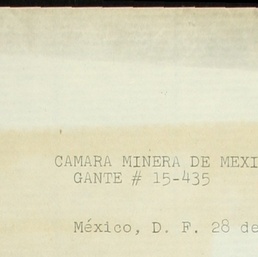 CAMARA MINERA DE MEXI
GANTE # 15-435
México, D. F. 28 de